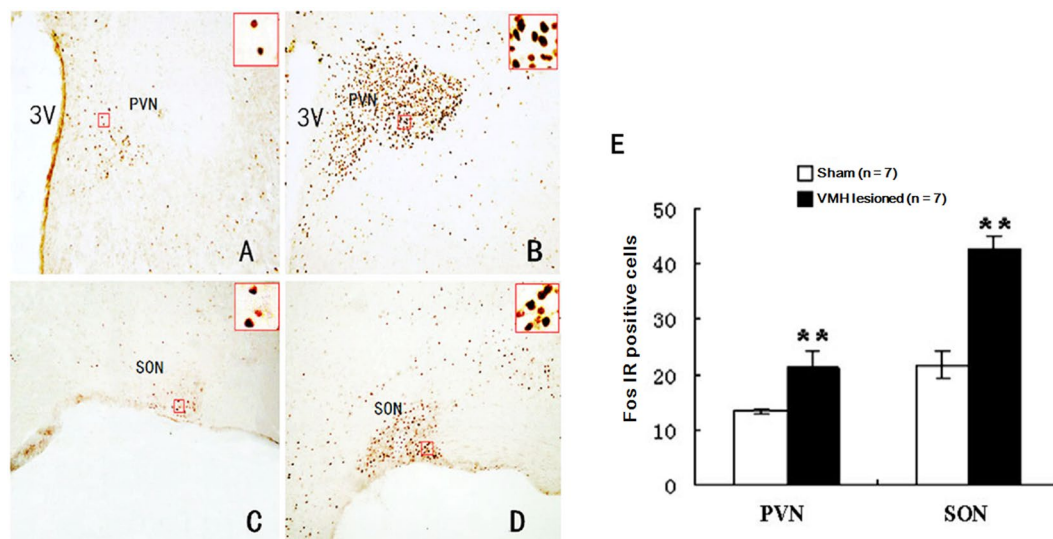 3V
PVN
A
3V
PVN
B
SON
C
SON
D
E
Sham (n = 7)
VMH lesioned (n = 7)
Fos IR positive cells
50
40
30
20
10
0
**
**
PVN
SON